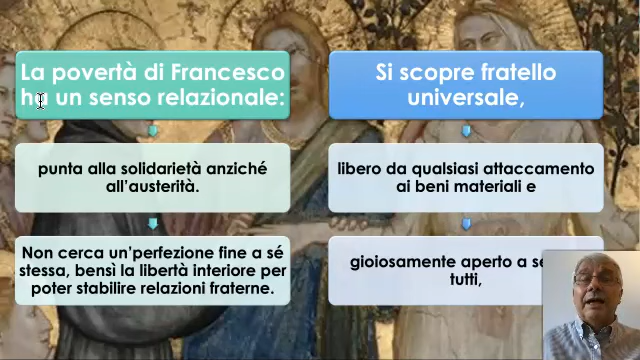 La povertà di Francesco
ha un senso relazionale:
punta alla solidarietà anziché
all'austerità.
Non cerca un'perfezione fine a sé
stessa, bensì la libertà interiore per
poter stabilire relazioni fraterne.
Si scopre fratello
universale,
libero da qualsiasi attaccamento
ai beni materiali e
gioiosamente aperto a
tutti,